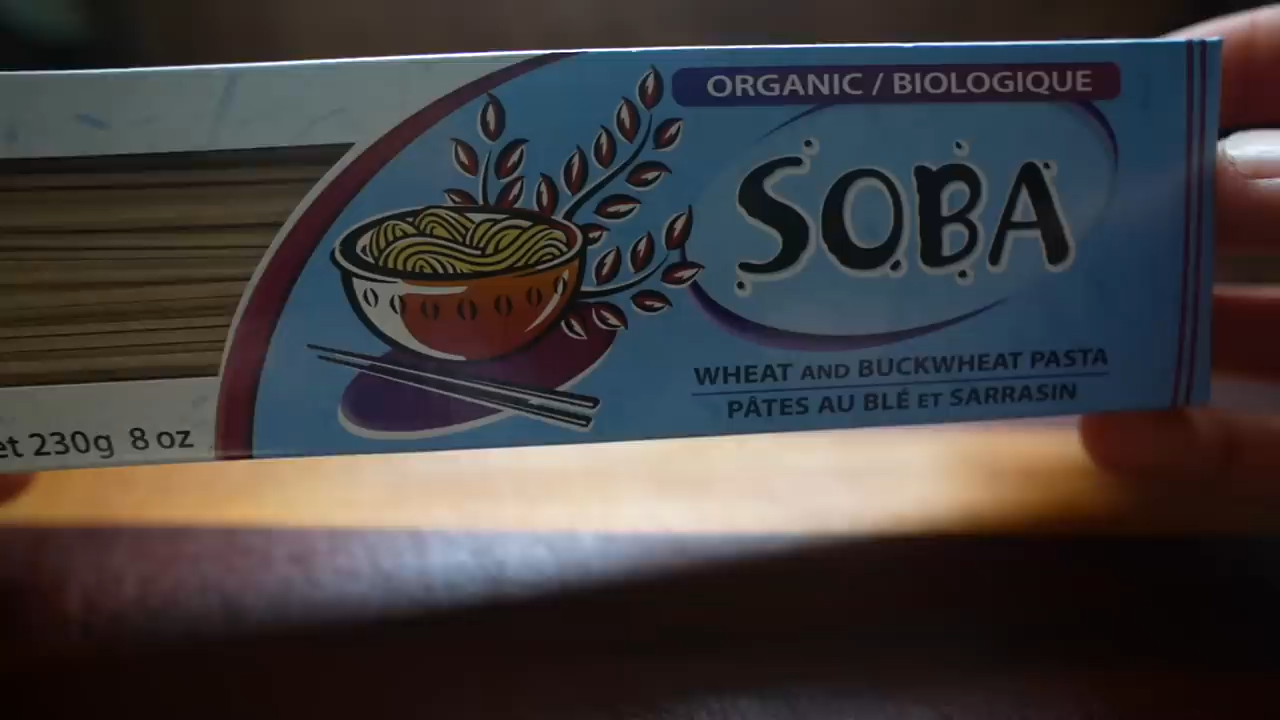 ORGANIC / BIOLOGIQUE
SOBA
WHEAT AND BUCKWHEAT PASTA
PÂTES AU BLÉ ET SARRASIN
230g 8 oz